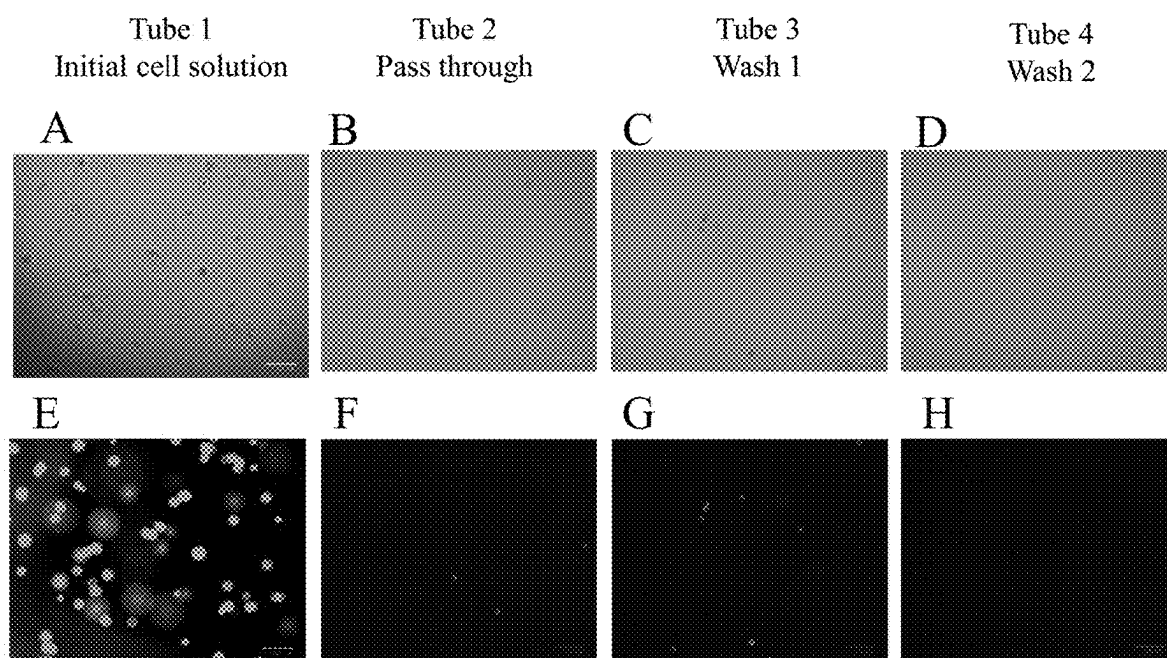 Tube 1
Initial cell solution
Tube 2
Pass through
Tube 3
Wash 1
Tube 4
Wash 2
A
B
C
D
E
F
G
H